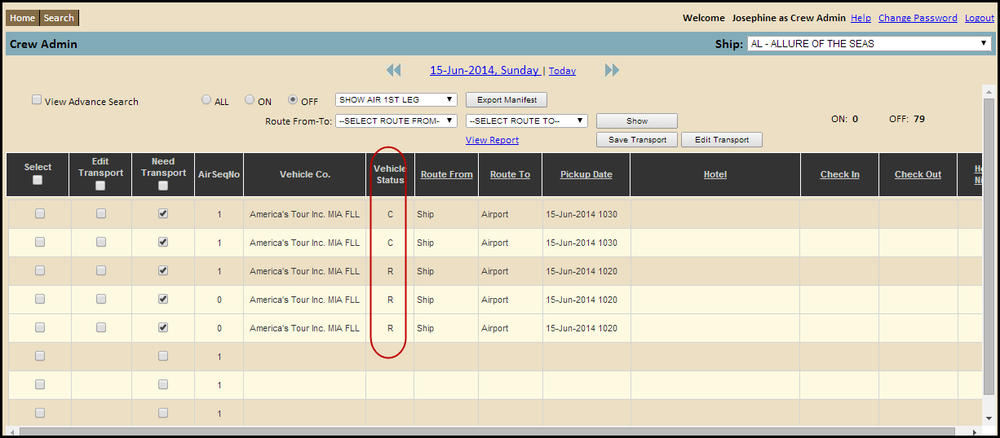 Home Search Welcome Josephine as Crew Admin Help Change Password Logout
Crew Admin Ship: AL - ALLURE OF THE SEAS
15-Jun-2014, Sunday | Today
View Advance Search ALL ON OFF SHOW AIR 1ST LEG Export Manifest
Route From-To: --SELECT ROUTE FROM- --SELECT ROUTE TO-- Show ON: 0 OFF: 79
View Report Save Transport Edit Transport
Select Edit Transport Need Transport AirSeqNo Vehicle Co. Vehicle Status Route From Route To Pickup Date Hotel Check In Check Out
1 America's Tour Inc. MIA FLL C Ship Airport 15-Jun-2014 1030
1 America's Tour Inc. MIA FLL C Ship Airport 15-Jun-2014 1030
1 America's Tour Inc. MIA FLL R Ship Airport 15-Jun-2014 1020
0 America's Tour Inc. MIA FLL R Ship Airport 15-Jun-2014 1020
0 America's Tour Inc. MIA FLL R Ship Airport 15-Jun-2014 1020
1
1
1